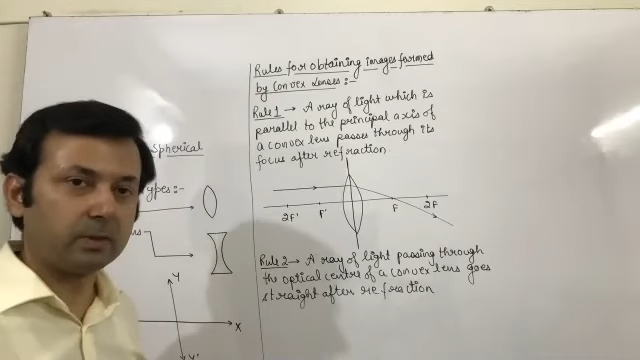 Spherical
Types:-
Y
X
Y'
Rules for obtaining images formed
by Convex Lenses:-
Rule 1 → A ray of light which is
parallel to the principal axis of
a convex lens passes through its
focus after refraction.
2F' F' F 2F
Rule 2 → A ray of light passing through
the optical centre of a convex lens goes
straight after refraction